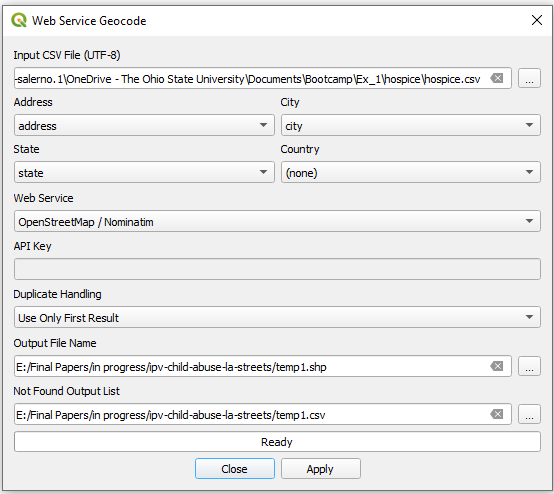 Web Service Geocode
Input CSV File (UTF-8)
-salerno.1\OneDrive - The Ohio State University\Documents\Bootcamp\Ex_1\hospice\hospice.csv
...
Address City
address city
State Country
state (none)
Web Service
OpenStreetMap / Nominatim
API Key
Duplicate Handling
Use Only First Result
Output File Name
E:/Final Papers/in progress/ipv-child-abuse-la-streets/temp1.shp
...
Not Found Output List
E:/Final Papers/in progress/ipv-child-abuse-la-streets/temp1.csv
...
Ready
Close Apply